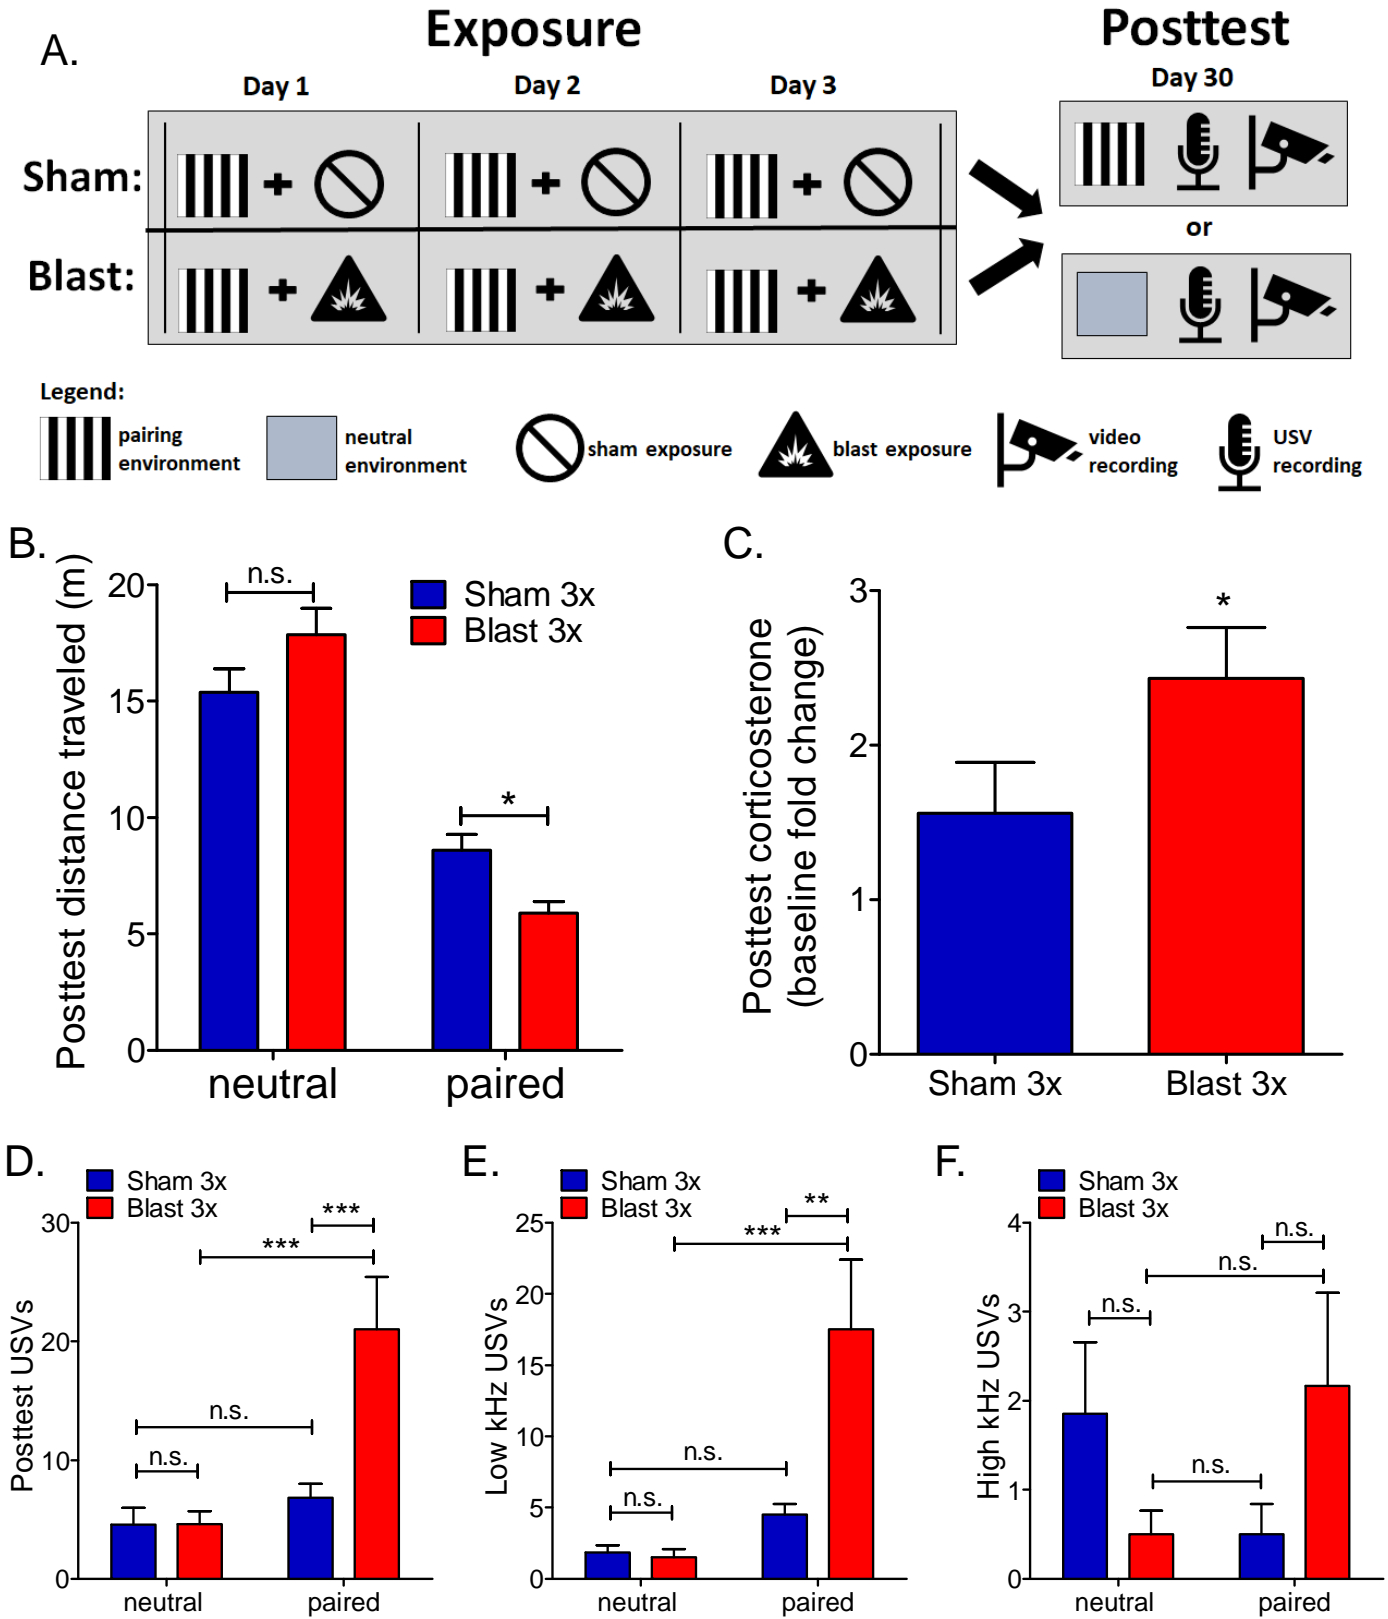 A.
Exposure
Posttest
Day 1
Day 2
Day 3
Day 30
Sham:
+
+
+
or
Blast:
+
+
+
Legend:
pairing
environment
neutral
environment
sham exposure
blast exposure
video
recording
USV
recording
B.
Posttest distance traveled (m)
20
15
10
5
0
n.s.
*
Sham 3x
Blast 3x
neutral
paired
C.
Posttest corticosterone
(baseline fold change)
3
2
1
0
*
Sham 3x
Blast 3x
D.
Sham 3x
Blast 3x
Posttest USVs
30
20
10
0
***
***
n.s.
n.s.
neutral
paired
E.
Sham 3x
Blast 3x
Low kHz USVs
25
20
15
10
5
0
**
***
n.s.
n.s.
neutral
paired
F.
Sham 3x
Blast 3x
High kHz USVs
4
3
2
1
0
n.s.
n.s.
n.s.
n.s.
neutral
paired